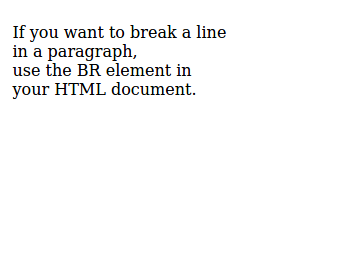 If you want to break a line
in a paragraph,
use the BR element in
your HTML document.